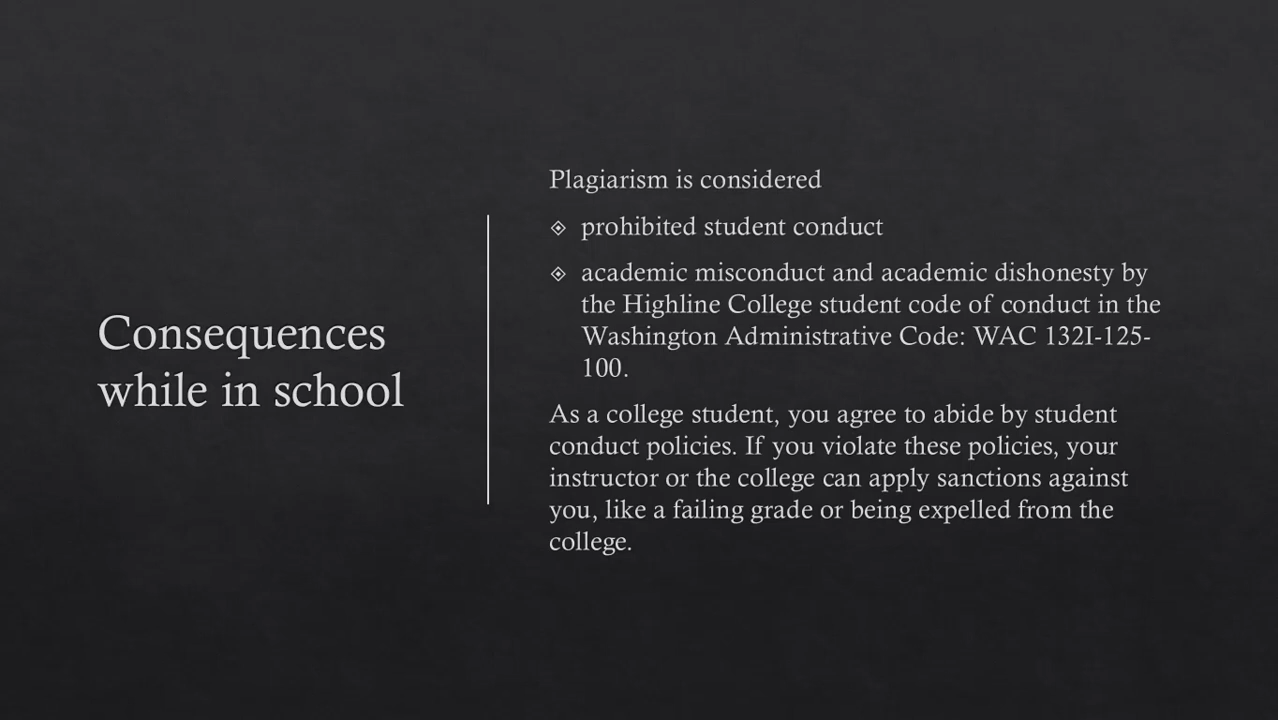 Consequences
while in school
Plagiarism is considered
prohibited student conduct
academic misconduct and academic dishonesty by
the Highline College student code of conduct in the
Washington Administrative Code: WAC 132I-125-
100.
As a college student, you agree to abide by student
conduct policies. If you violate these policies, your
instructor or the college can apply sanctions against
you, like a failing grade or being expelled from the
college.